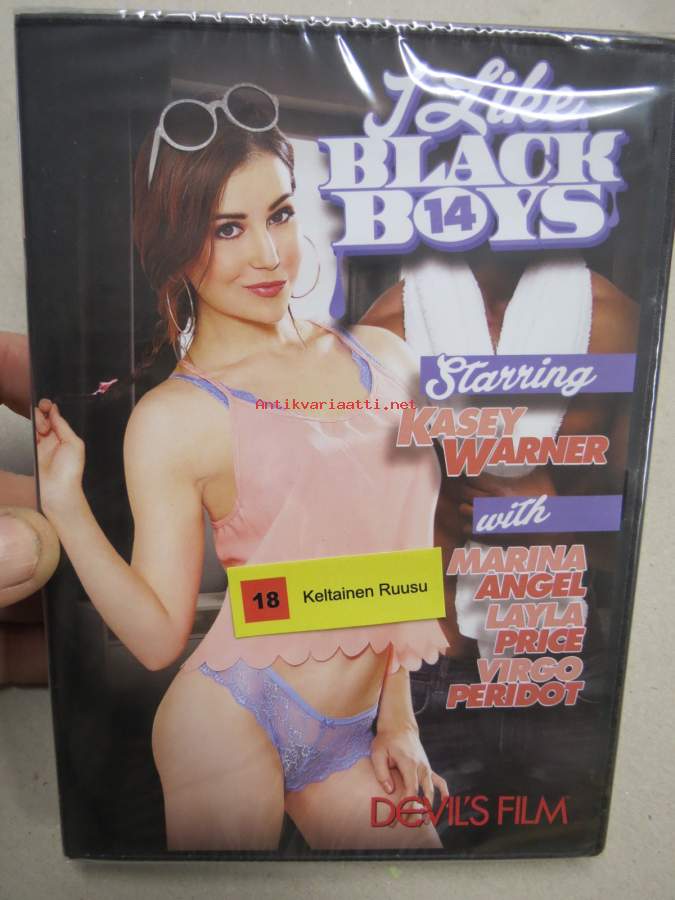 I Like
BLACK
BOYS
14
Starring
Antikvariaatti.net
KASEY
WARNER
with
MARINA
ANGEL
LAYLA
PRICE
VIRGO
PERIDOT
18 Keltainen Ruusu
DEVIL'S FILM